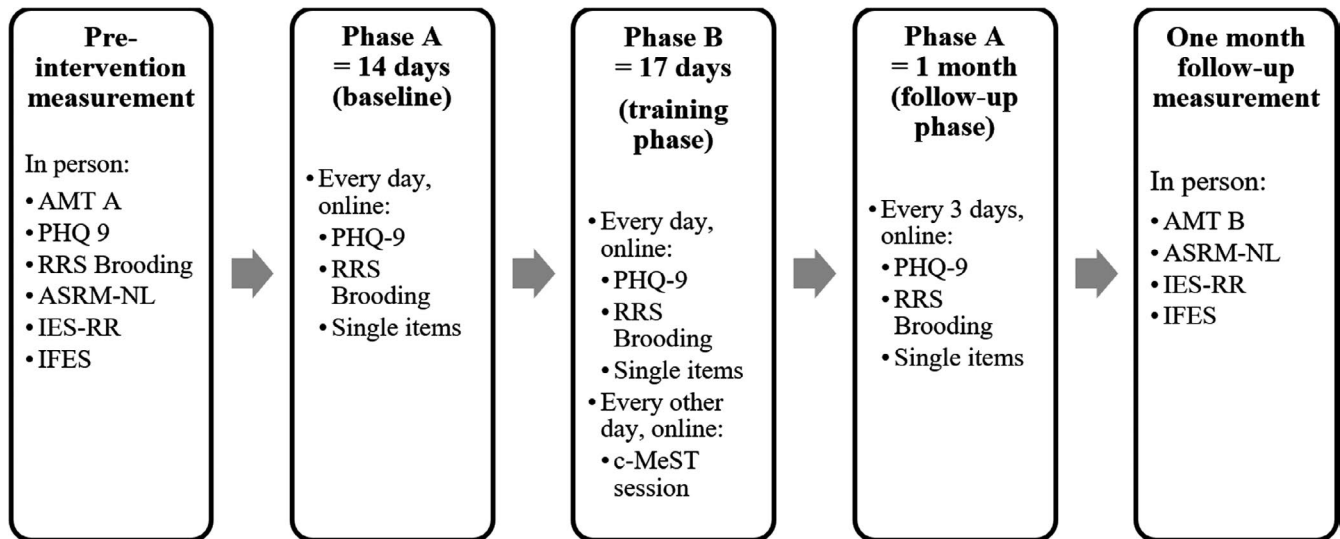 Pre-
intervention
measurement
In person:
• AMT A
• PHQ 9
• RRS Brooding
• ASRM-NL
• IES-RR
• IFES
Phase A
= 14 days
(baseline)
• Every day,
online:
• PHQ-9
• RRS
Brooding
• Single items
Phase B
= 17 days
(training
phase)
• Every day,
online:
• PHQ-9
• RRS
Brooding
• Single items
• Every other
day, online:
• c-MeST
session
Phase A
= 1 month
(follow-up
phase)
• Every 3 days,
online:
• PHQ-9
• RRS
Brooding
• Single items
One month
follow-up
measurement
In person:
• AMT B
• ASRM-NL
• IES-RR
• IFES